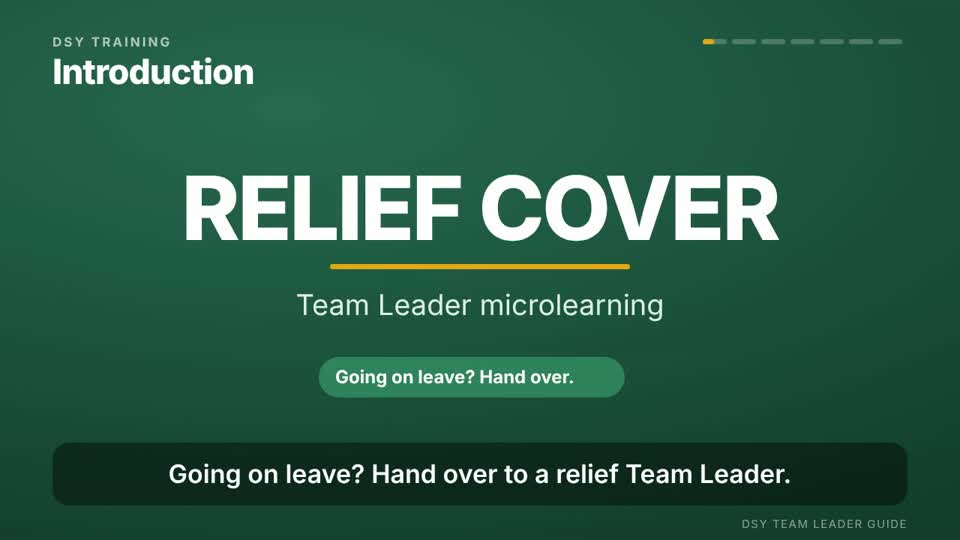 DSY TRAINING
Introduction
RELIEF COVER
Team Leader microlearning
Going on leave? Hand over.
Going on leave? Hand over to a relief Team Leader.
DSY TEAM LEADER GUIDE